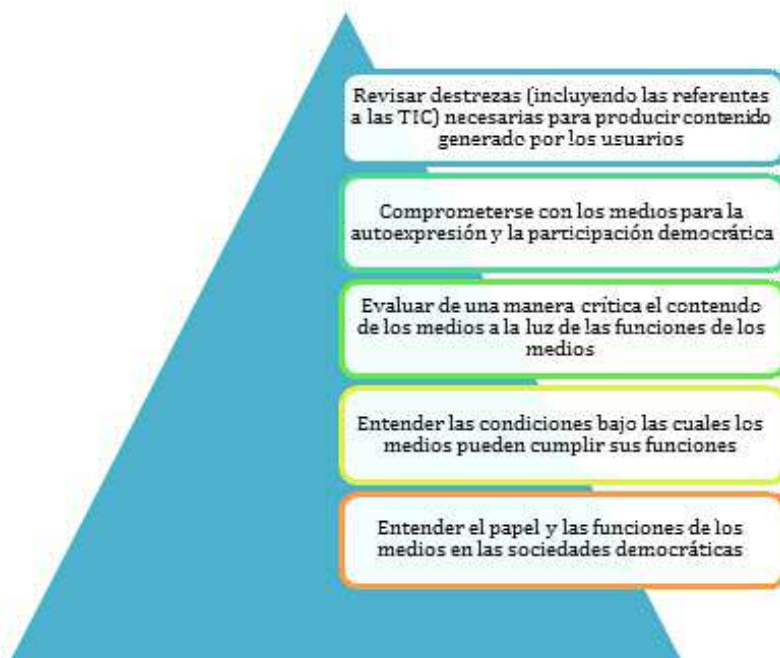 Revisar destrezas (incluyendo las referentes
a las TIC) necesarias para producir contenido
generado por los usuarios
Comprometerse con los medios para la
autoexpresión y la participación democrática
Evaluar de una manera crítica el contenido
de los medios a la luz de las funciones de los
medios
Entender las condiciones bajo las cuales los
medios pueden cumplir sus funciones
Entender el papel y las funciones de los
medios en las sociedades democráticas